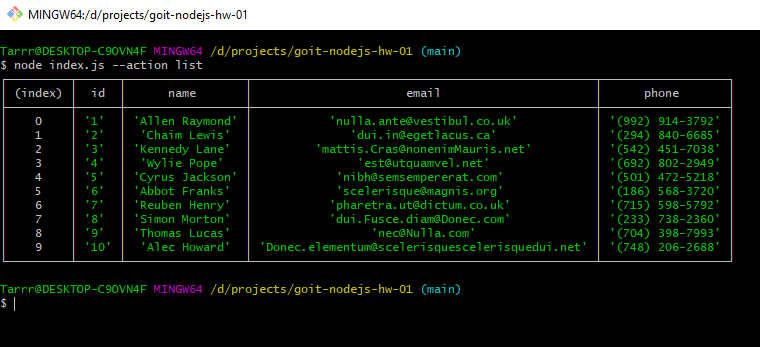 MINGW64:/d/projects/goit-nodejs-hw-01
Tarrr@DESKTOP-C9OVN4F MINGW64 /d/projects/goit-nodejs-hw-01 (main)
$ node index.js --action list
(index) id name email phone
0 '1' 'Allen Raymond' 'nulla.ante@vestibul.co.uk' '(992) 914-3792'
1 '2' 'Chaim Lewis' 'dui.in@egetlacus.ca' '(294) 840-6685'
2 '3' 'Kennedy Lane' 'mattis.Cras@nonenimMauris.net' '(542) 451-7038'
3 '4' 'Wylie Pope' 'est@utquamvel.net' '(692) 802-2949'
4 '5' 'Cyrus Jackson' 'nibh@semsempererat.com' '(501) 472-5218'
5 '6' 'Abbot Franks' 'scelerisque@magnis.org' '(186) 568-3720'
6 '7' 'Reuben Henry' 'pharetra.ut@dictum.co.uk' '(715) 598-5792'
7 '8' 'Simon Morton' 'dui.Fusce.diam@Donec.com' '(233) 738-2360'
8 '9' 'Thomas Lucas' 'nec@Nulla.com' '(704) 398-7993'
9 '10' 'Alec Howard' 'Donec.elementum@scelerisquescelerisquedui.net' '(748) 206-2688'
Tarrr@DESKTOP-C9OVN4F MINGW64 /d/projects/goit-nodejs-hw-01 (main)
$